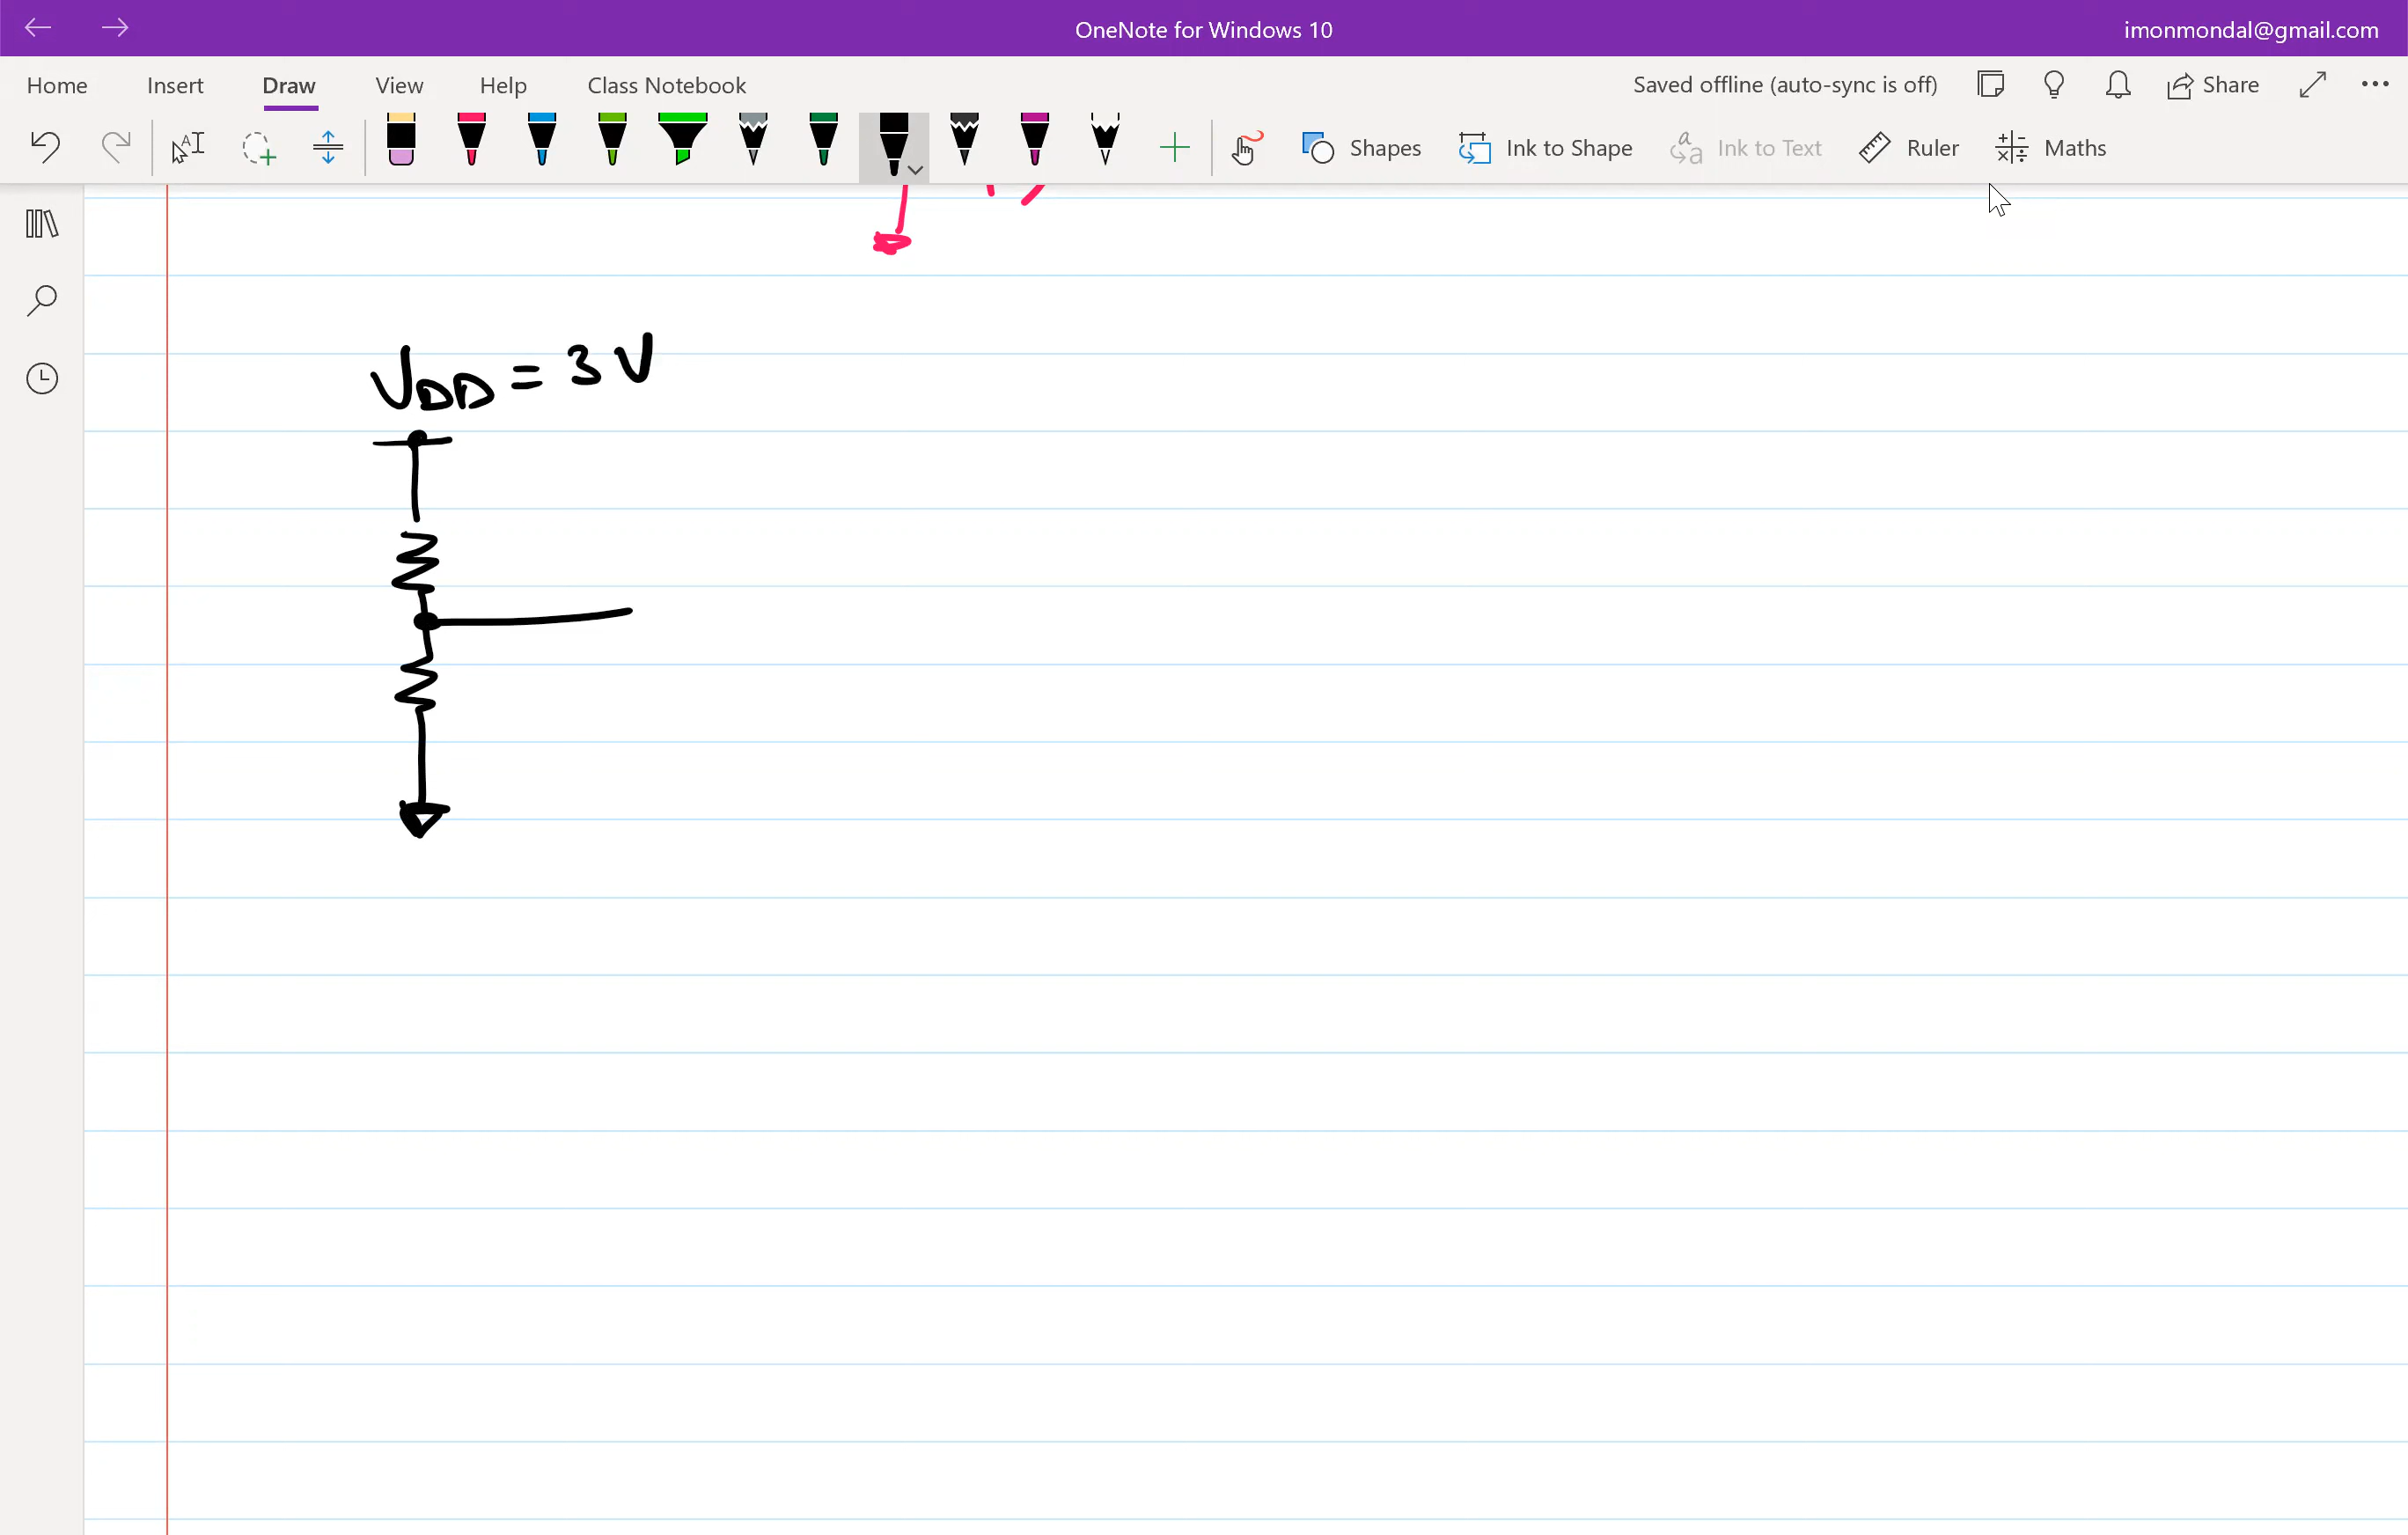 OneNote for Windows 10
imonmondal@gmail.com
Home Insert Draw View Help Class Notebook
Saved offline (auto-sync is off) Share
Shapes Ink to Shape Ink to Text Ruler Maths
VDD = 3 V